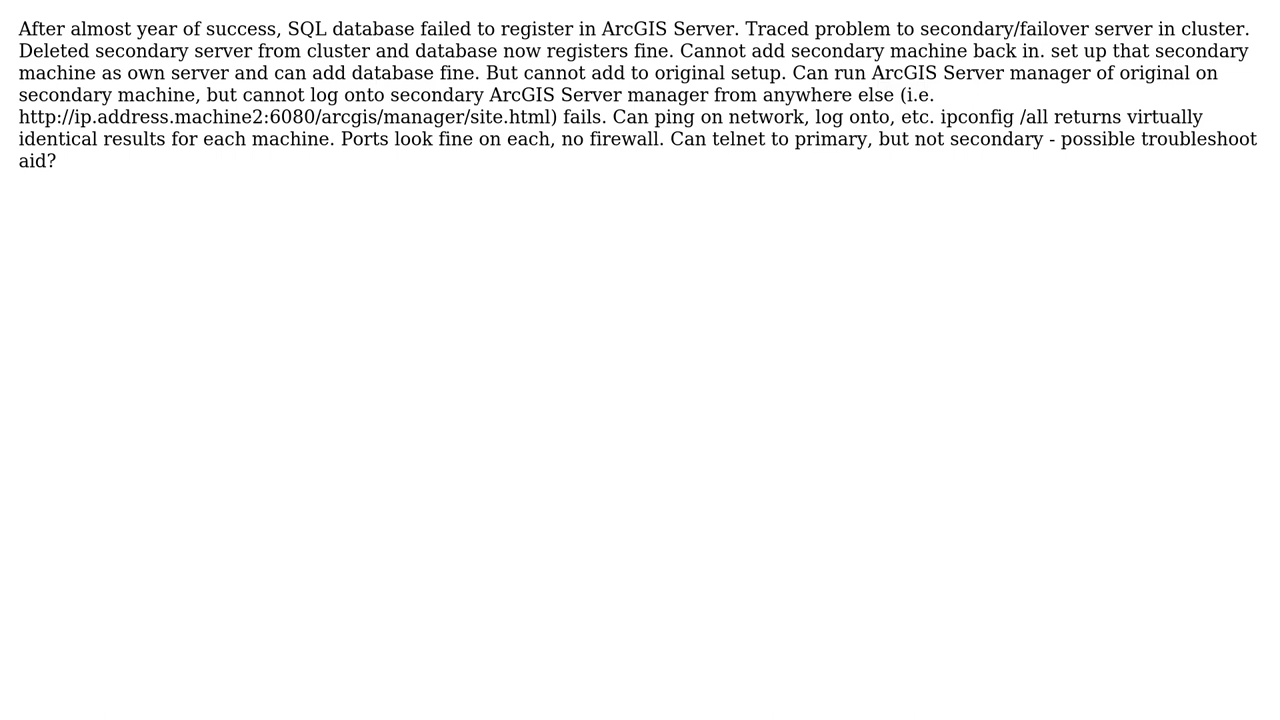 After almost year of success, SQL database failed to register in ArcGIS Server. Traced problem to secondary/failover server in cluster.
Deleted secondary server from cluster and database now registers fine. Cannot add secondary machine back in. set up that secondary
machine as own server and can add database fine. But cannot add to original setup. Can run ArcGIS Server manager of original on
secondary machine, but cannot log onto secondary ArcGIS Server manager from anywhere else (i.e.
http://ip.address.machine2:6080/arcgis/manager/site.html) fails. Can ping on network, log onto, etc. ipconfig /all returns virtually
identical results for each machine. Ports look fine on each, no firewall. Can telnet to primary, but not secondary - possible troubleshoot
aid?